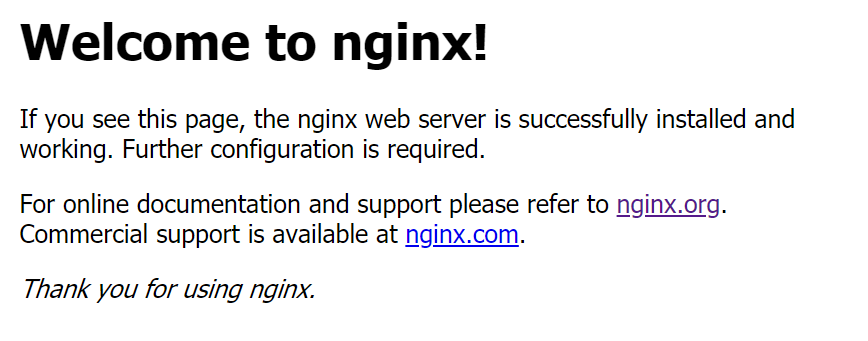 Welcome to nginx!
If you see this page, the nginx web server is successfully installed and
working. Further configuration is required.
For online documentation and support please refer to nginx.org.
Commercial support is available at nginx.com.
Thank you for using nginx.